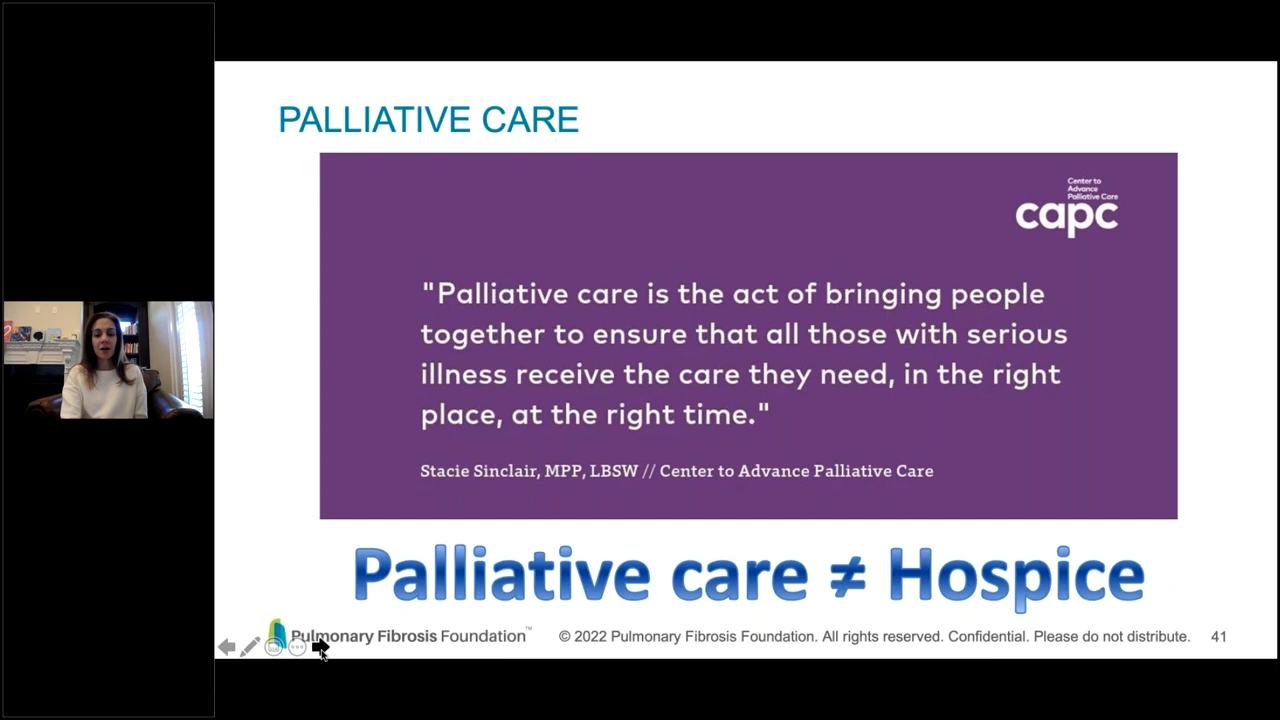 PALLIATIVE CARE
Center to
Advance
Palliative Care
capc
"Palliative care is the act of bringing people
together to ensure that all those with serious
illness receive the care they need, in the right
place, at the right time."
Stacie Sinclair, MPP, LBSW // Center to Advance Palliative Care
Palliative care ≠ Hospice
Pulmonary Fibrosis Foundation™ © 2022 Pulmonary Fibrosis Foundation. All rights reserved. Confidential. Please do not distribute. 41